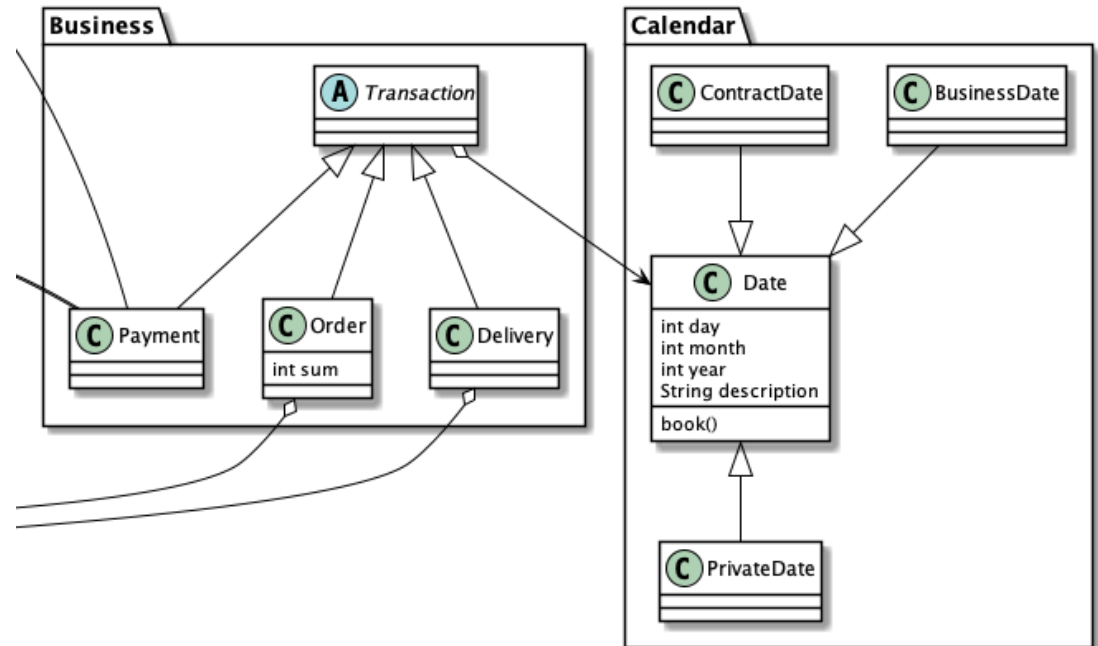 Business
A Transaction
C Payment
C Order
int sum
C Delivery
Calendar
C ContractDate
C BusinessDate
C Date
int day
int month
int year
String description
book()
C PrivateDate